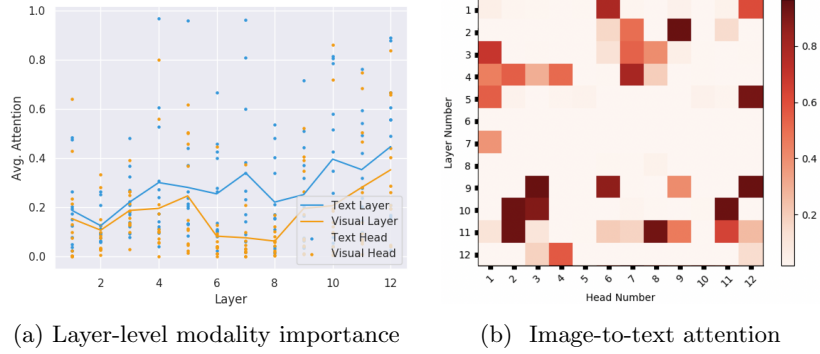 1.0
0.8
0.6
0.4
0.2
0.0
Avg. Attention
2 4 6 8 10 12
Layer
Text Layer
Visual Layer
Text Head
Visual Head
(a) Layer-level modality importance
Layer Number
1
2
3
4
5
6
7
8
9
10
11
12
1 2 3 4 5 6 7 8 9 10 11 12
Head Number
0.8
0.6
0.4
0.2
(b) Image-to-text attention